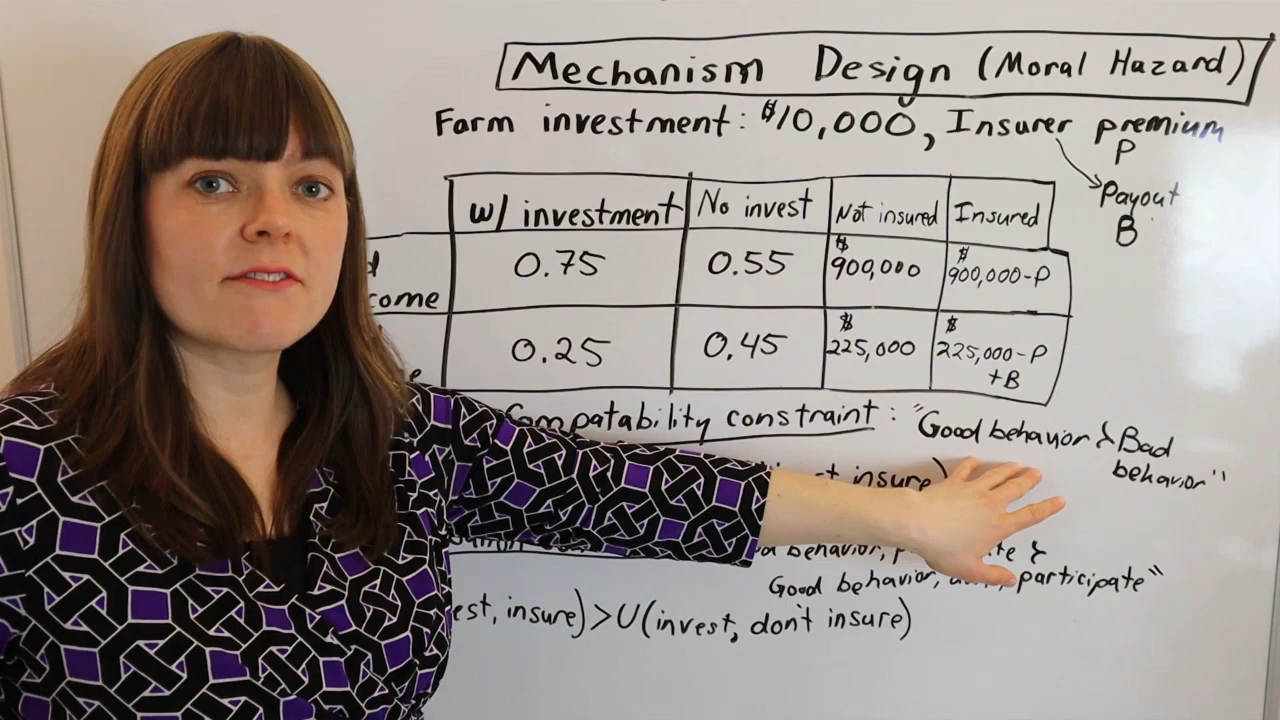 Mechanism Design (Moral Hazard)
Farm investment: $10,000, Insurer premium
P
Payout
B
w/ investment No invest Not insured Insured
0.75 0.55 $900,000 $900,000-P
come
0.25 0.45 $225,000 $225,000-P
+B
Compatability constraint: "Good behavior & Bad
behavior"
insure)
behavior, &
Good behavior, participate"
insure) > U(invest, don't insure)